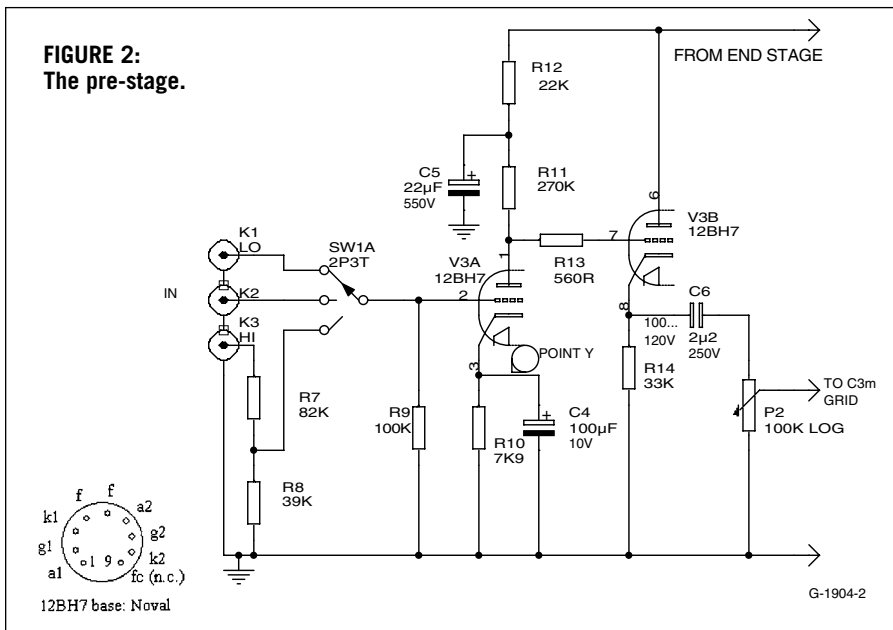 FIGURE 2:
The pre-stage.
FROM END STAGE
R12
22K
C5
22µF
550V
R11
270K
6
V3B
12BH7
K1
LO
SW1A
2P3T
V3A
12BH7
1
7
R13
560R
IN
K2
2
8
C6
2µ2
250V
100...
120V
K3
HI
POINT Y
3
R14
33K
TO C3m
GRID
P2
100K LOG
R7
82K
R9
100K
C4
100µF
10V
R10
7K9
R8
39K
f f
k1 a2
g1 g2
a1 1 9 k2
fc (n.c.)
12BH7 base: Noval
G-1904-2